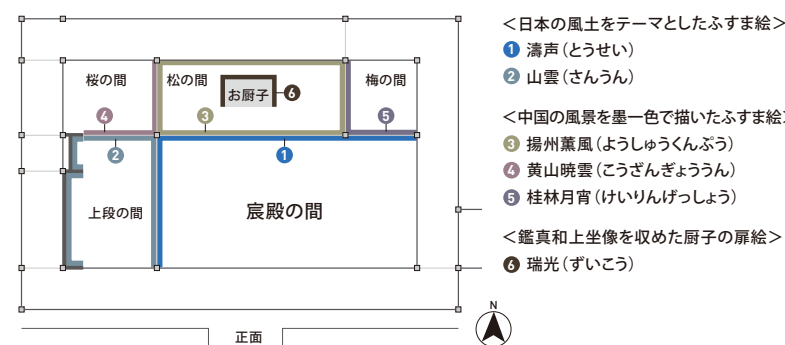 桜の間
松の間
お厨子
6
梅の間
4
3
5
2
1
上段の間
宸殿の間
正面
N
＜日本の風土をテーマとしたふすま絵＞
1 濤声（とうせい）
2 山雲（さんうん）
＜中国の風景を墨一色で描いたふすま絵＞
3 揚州薫風（ようしゅうくんぷう）
4 黄山暁雲（こうざんぎょううん）
5 桂林月宵（けいりんげっしょう）
＜鑑真和上坐像を収めた厨子の扉絵＞
6 瑞光（ずいこう）